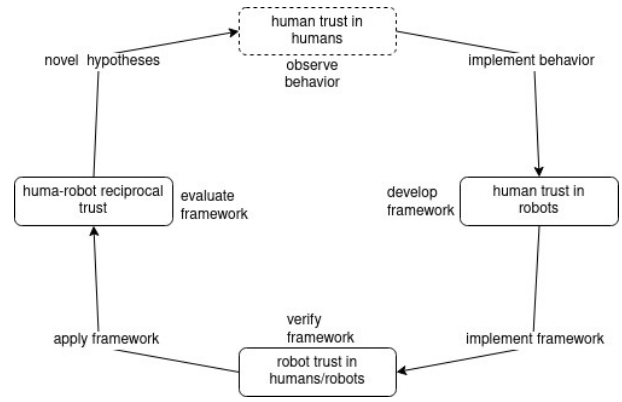 human trust in
humans
observe
behavior
novel hypotheses
implement behavior
huma-robot reciprocal
trust
evaluate
framework
develop
framework
human trust in
robots
verify
framework
apply framework
implement framework
robot trust in
humans/robots